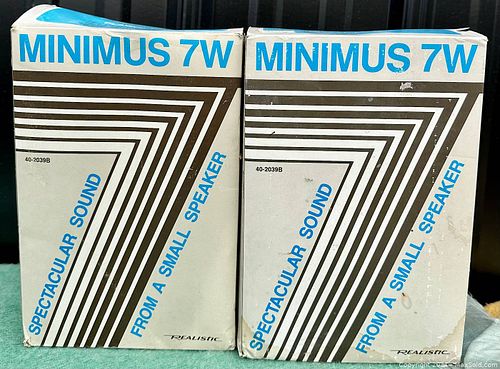 MINIMUS 7W
40-2039B
SPECTACULAR SOUND
FROM A SMALL SPEAKER
REALISTIC
MINIMUS 7W
40-2039B
SPECTACULAR SOUND
FROM A SMALL SPEAKER
REALISTIC